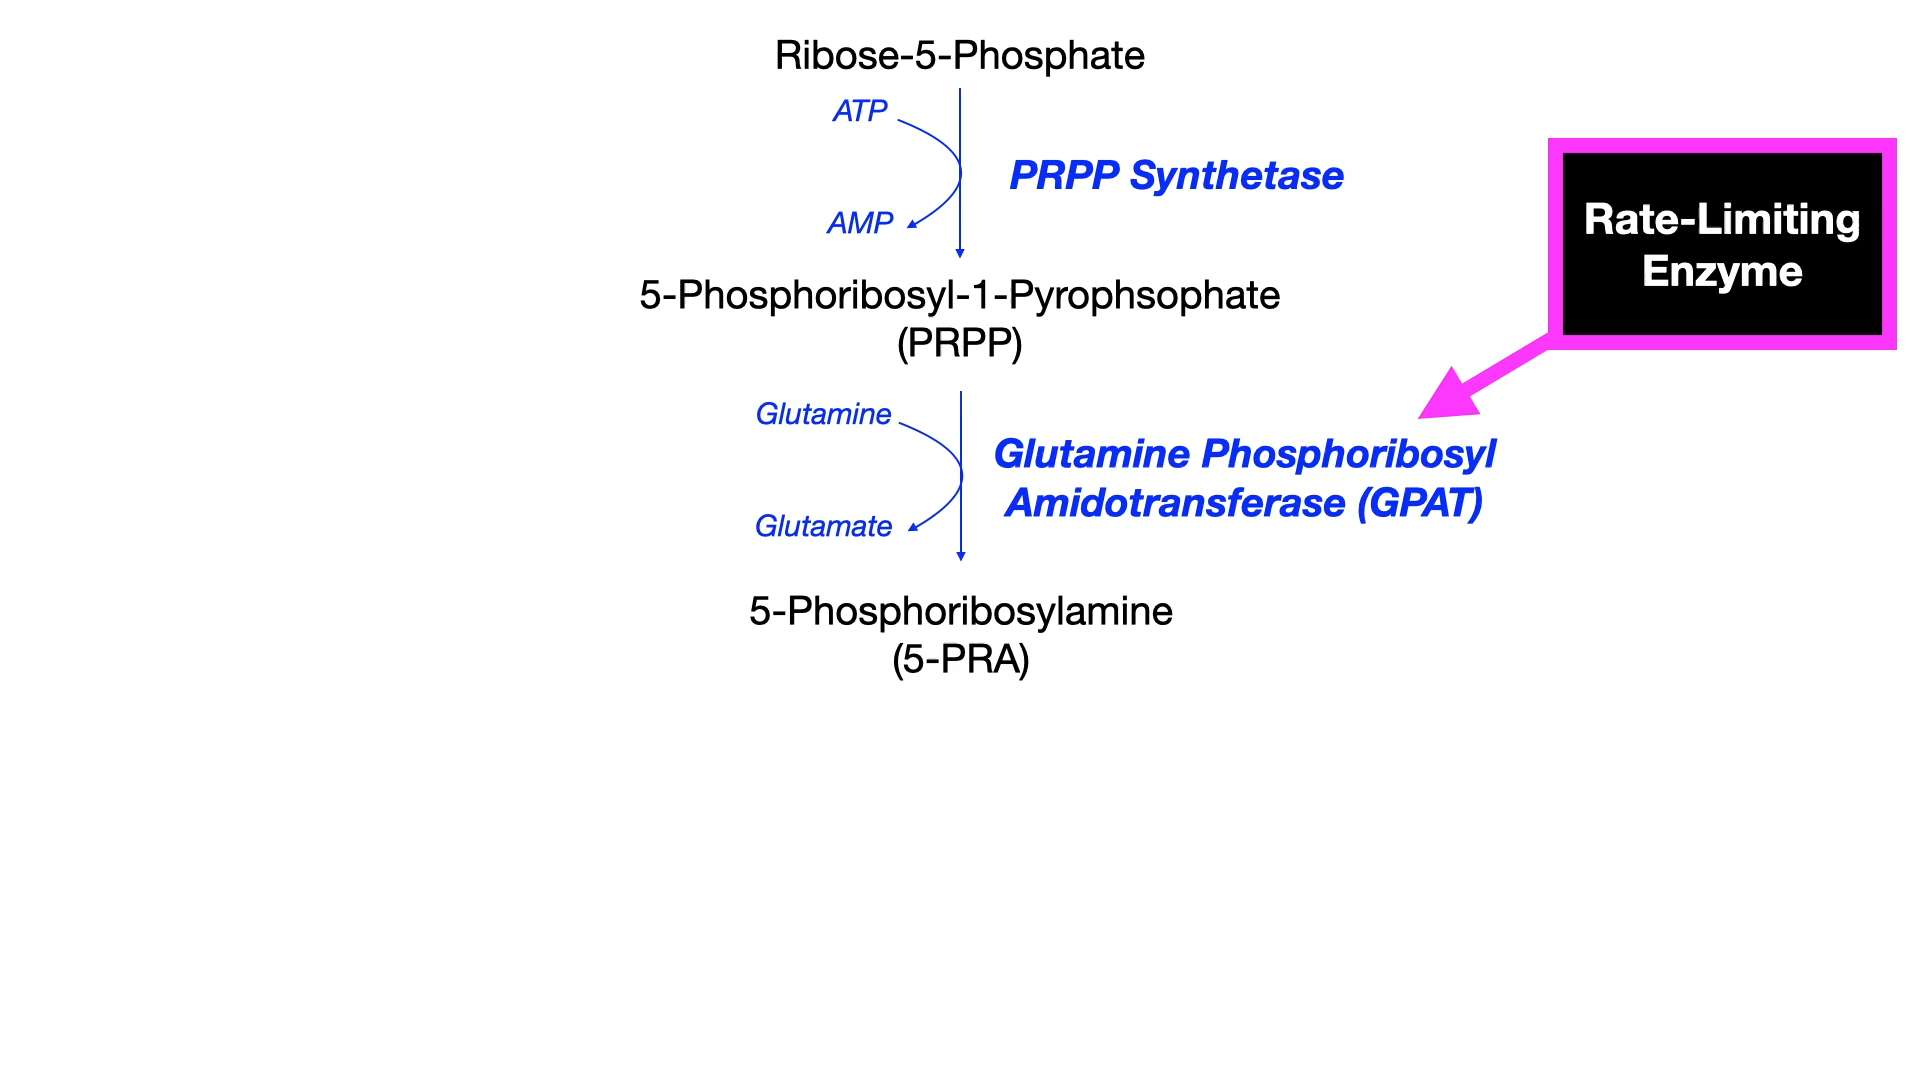 Ribose-5-Phosphate
ATP
PRPP Synthetase
AMP
Rate-Limiting
Enzyme
5-Phosphoribosyl-1-Pyrophsophate
(PRPP)
Glutamine
Glutamine Phosphoribosyl
Amidotransferase (GPAT)
Glutamate
5-Phosphoribosylamine
(5-PRA)